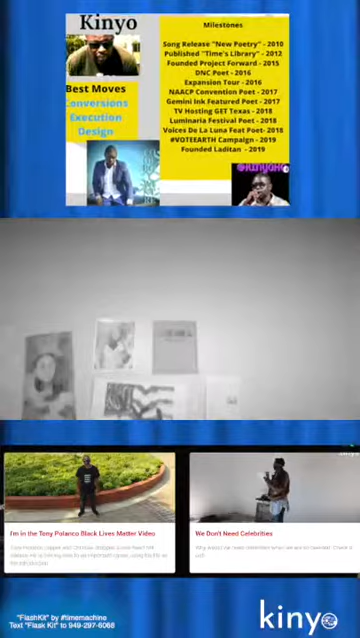 Kinyo
Best Moves
Conversions
Execution
Design
Milestones
Song Release "New Poetry" - 2010
Published "Time's Library" - 2012
Founded Project Forward - 2015
DNC Poet - 2016
Expansion Tour - 2016
NAACP Convention Poet - 2017
Gemini Ink Featured Poet - 2017
TV Hosting GET Texas - 2018
Luminaria Festival Poet - 2018
Voices De La Luna Feat Poet- 2018
#VOTEEARTH Campaign - 2019
Founded Laditan - 2019
I'm in the Tony Polanco Black Lives Matter Video
We Don't Need Celebrities
"FlashKit" by #timemachine
Text "Flask Kit" to 949-297-6068
kinyo